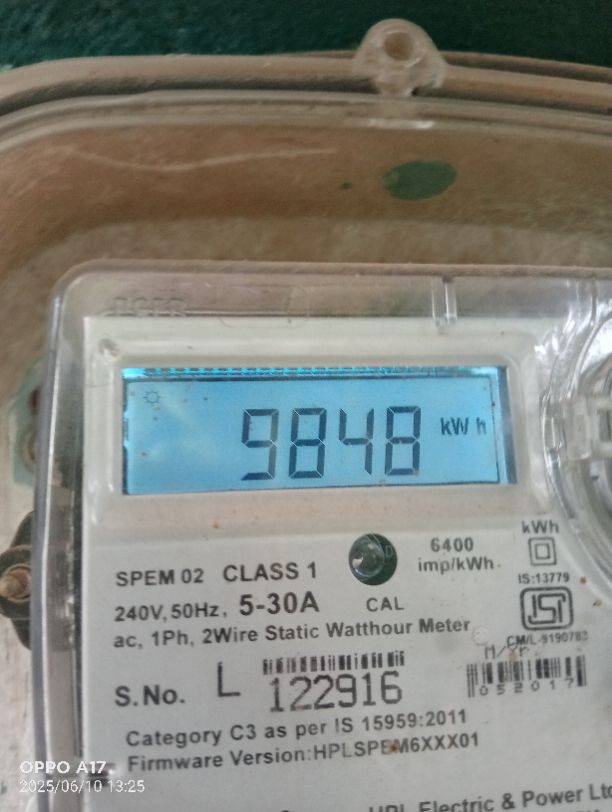 9848 kWh
kWh
6400
imp/kWh
SPEM 02 CLASS 1
IS:13779
240V, 50Hz, 5-30A CAL
ac, 1Ph, 2Wire Static Watthour Meter
CM/L-9190783
S.No. L 122916
052017
Category C3 as per IS 15959:2011
Firmware Version:HPLSPEM6XXX01
HPL Electric & Power Ltd
OPPO A17
2025/06/10 13:25